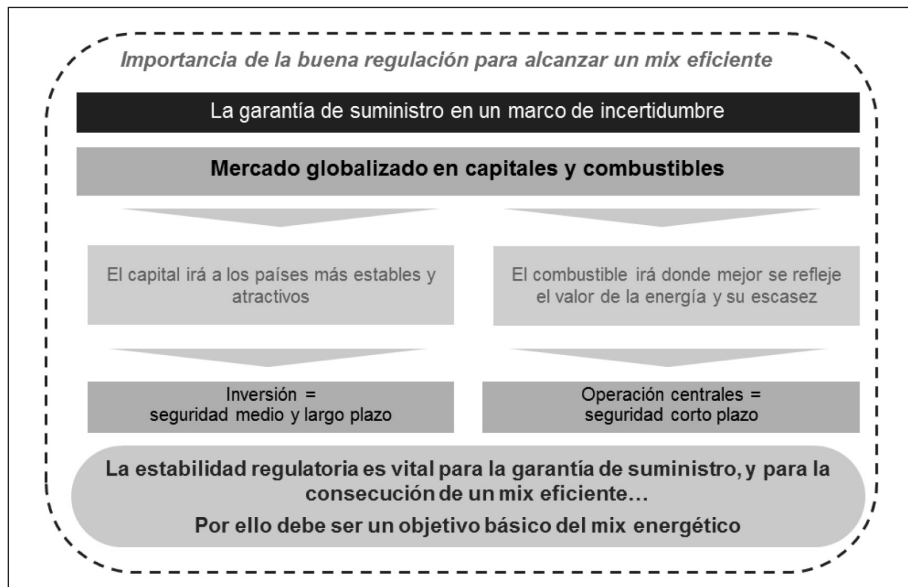 Importancia de la buena regulación para alcanzar un mix eficiente
La garantía de suministro en un marco de incertidumbre
Mercado globalizado en capitales y combustibles
El capital irá a los países más estables y
atractivos
El combustible irá donde mejor se refleje
el valor de la energía y su escasez
Inversión =
seguridad medio y largo plazo
Operación centrales =
seguridad corto plazo
La estabilidad regulatoria es vital para la garantía de suministro, y para la
consecución de un mix eficiente…
Por ello debe ser un objetivo básico del mix energético